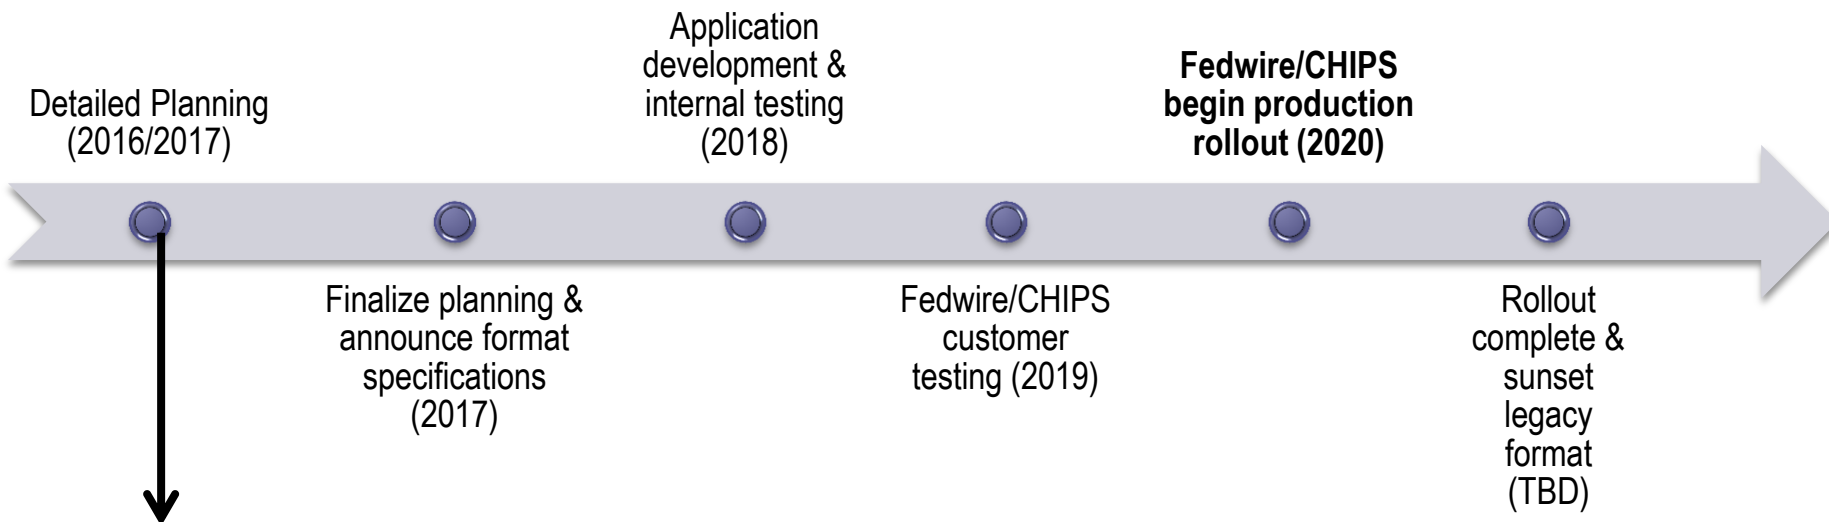 Detailed Planning
(2016/2017)
Finalize planning &
announce format
specifications
(2017)
Application
development &
internal testing
(2018)
Fedwire/CHIPS
customer
testing (2019)
Fedwire/CHIPS
begin production
rollout (2020)
Rollout
complete &
sunset
legacy
format
(TBD)